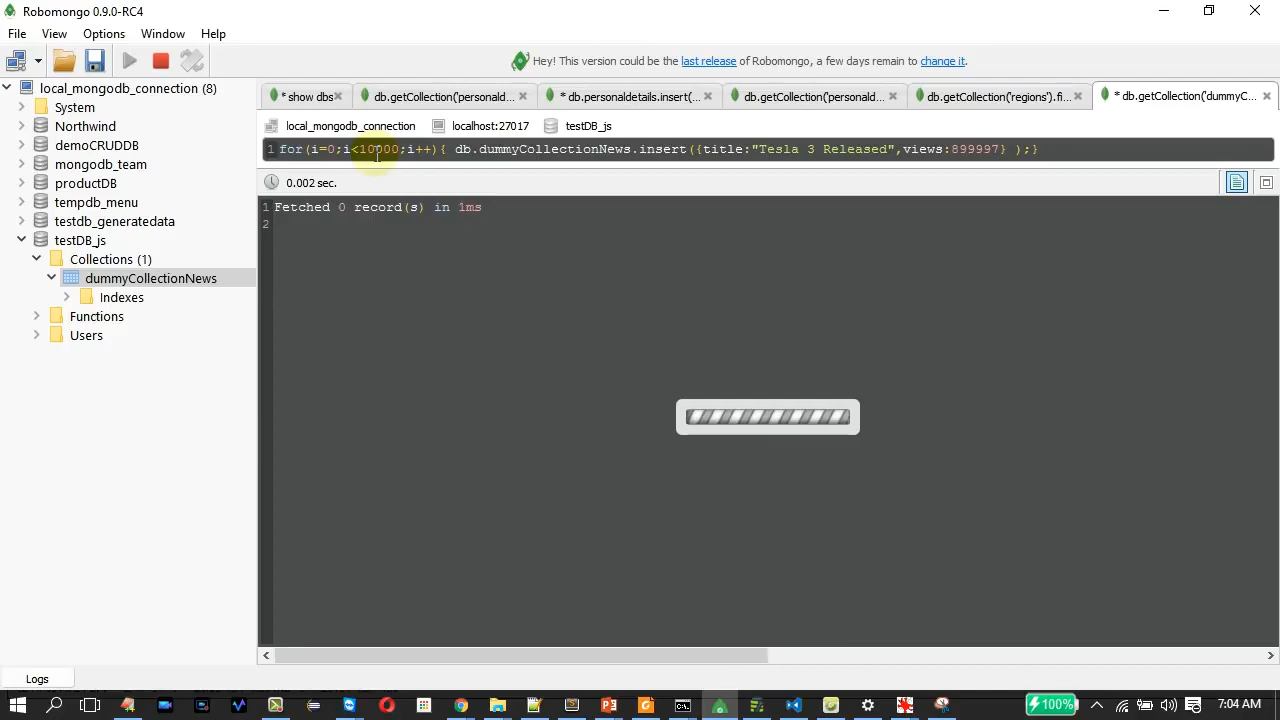 Robomongo 0.9.0-RC4
File View Options Window Help
Hey! This version could be the last release of Robomongo, a few days remain to change it.
local_mongodb_connection (8)
System
Northwind
demoCRUDDB
mongodb_team
productDB
tempdb_menu
testdb_generatedata
testDB_js
Collections (1)
dummyCollectionNews
Indexes
Functions
Users
* show dbs db.getCollection('personald... * db.personaldetails.insert(... db.getCollection('personald... db.getCollection('regions').fi... * db.getCollection('dummyC...
local_mongodb_connection localhost:27017 testDB_js
1 for(i=0;i<10000;i++){ db.dummyCollectionNews.insert({title:"Tesla 3 Released",views:899997} );}
0.002 sec.
1 Fetched 0 record(s) in 1ms
2
Logs
100% 7:04 AM